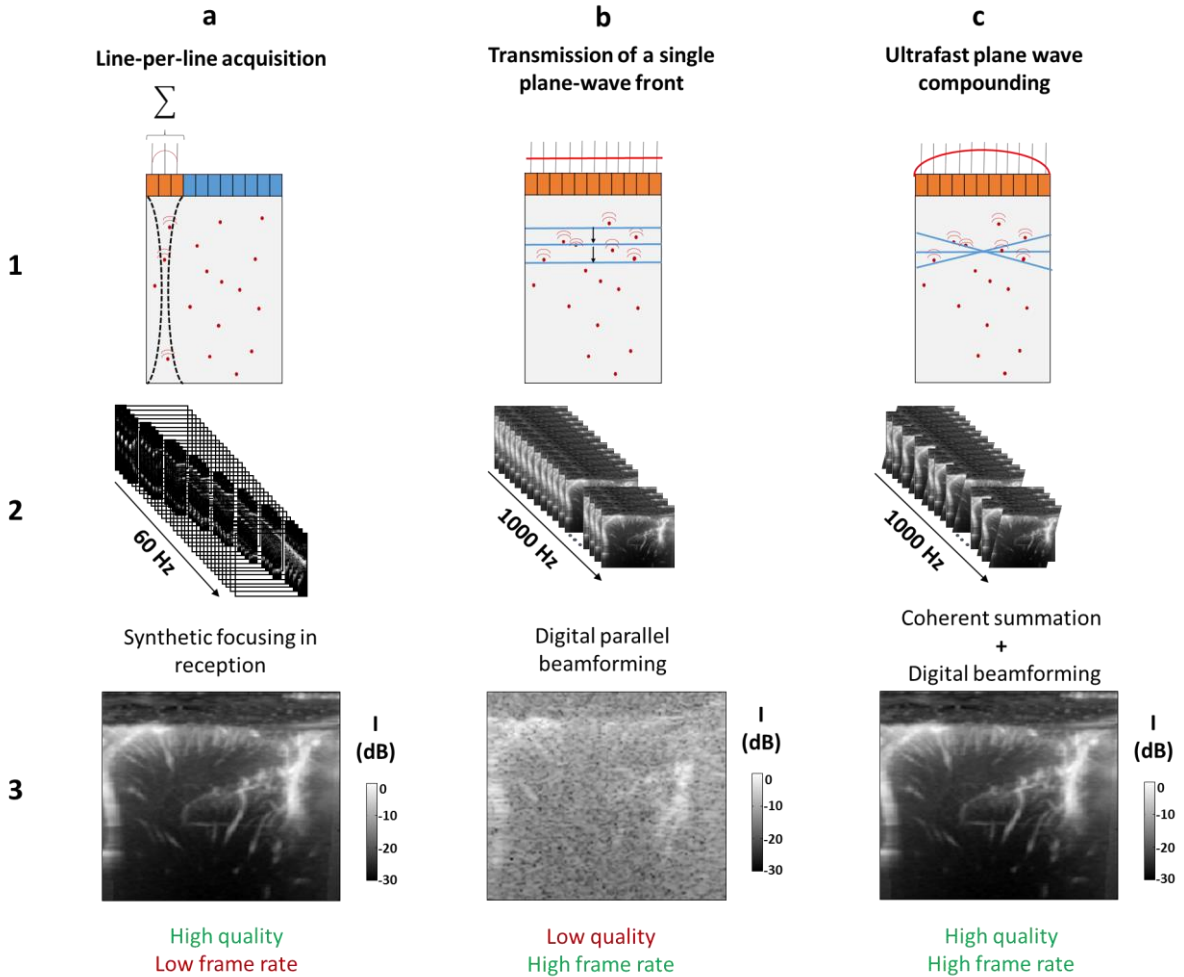 a
b
c
Line-per-line acquisition
Transmission of a single
plane-wave front
Ultrafast plane wave
compounding
∑
1
2
60 Hz
1000 Hz
1000 Hz
Synthetic focusing in
reception
Digital parallel
beamforming
Coherent summation
+
Digital beamforming
3
I
(dB)
0
-10
-20
-30
I
(dB)
0
-10
-20
-30
I
(dB)
0
-10
-20
-30
High quality
Low frame rate
Low quality
High frame rate
High quality
High frame rate